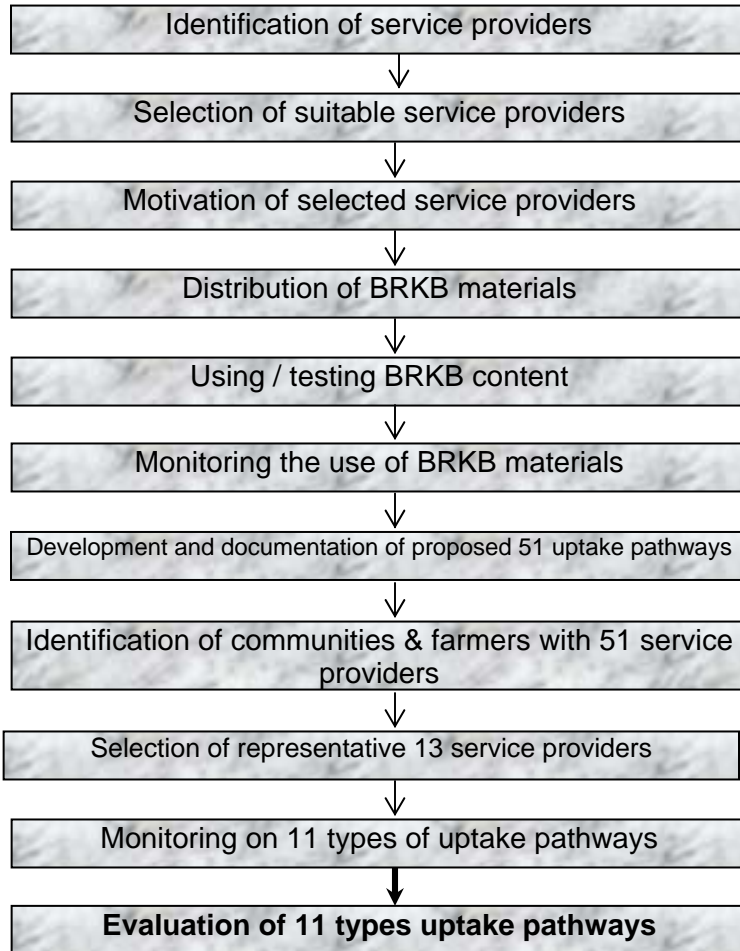 Identification of service providers
Selection of suitable service providers
Motivation of selected service providers
Distribution of BRKB materials
Using / testing BRKB content
Monitoring the use of BRKB materials
Development and documentation of proposed 51 uptake pathways
Identification of communities & farmers with 51 service
providers
Selection of representative 13 service providers
Monitoring on 11 types of uptake pathways
Evaluation of 11 types uptake pathways